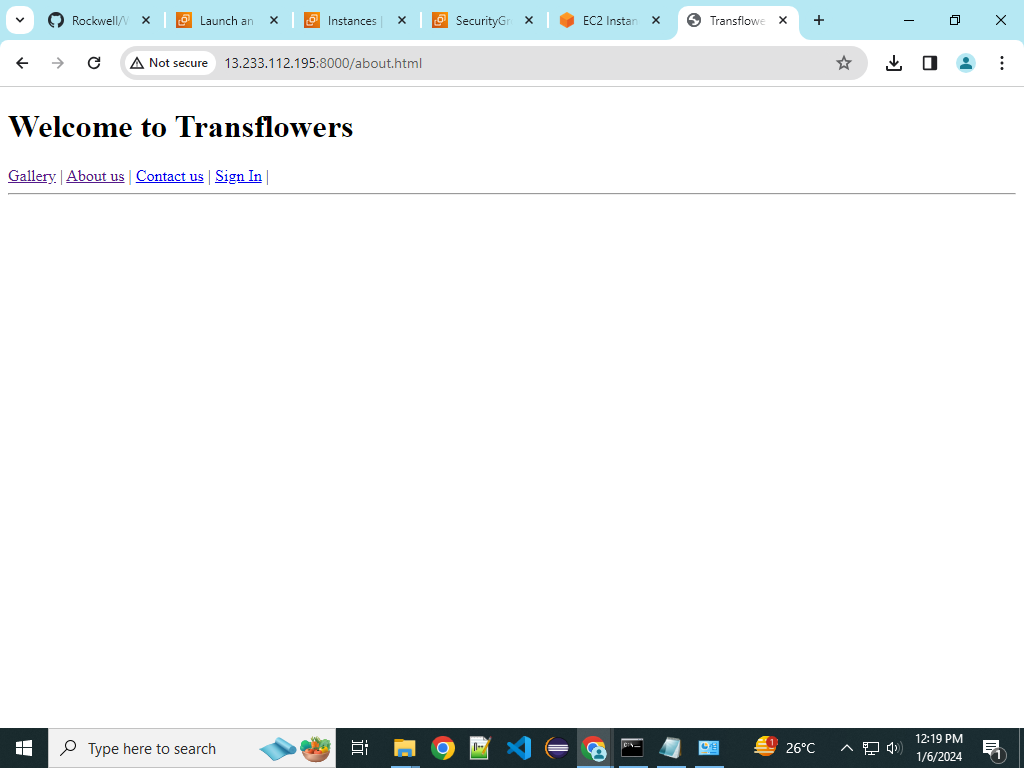 Rockwell/W
Launch an
Instances |
SecurityGr
EC2 Instan
Transflowe
Not secure
13.233.112.195:8000/about.html
Welcome to Transflowers
Gallery | About us | Contact us | Sign In |
Type here to search
1
26°C
12:19 PM
1/6/2024
1